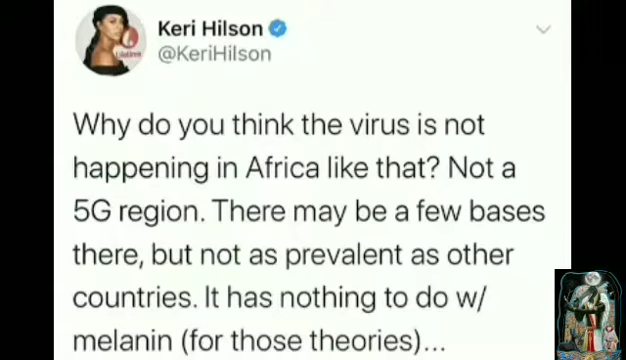 Keri Hilson
@KeriHilson
Why do you think the virus is not
happening in Africa like that? Not a
5G region. There may be a few bases
there, but not as prevalent as other
countries. It has nothing to do w/
melanin (for those theories)...